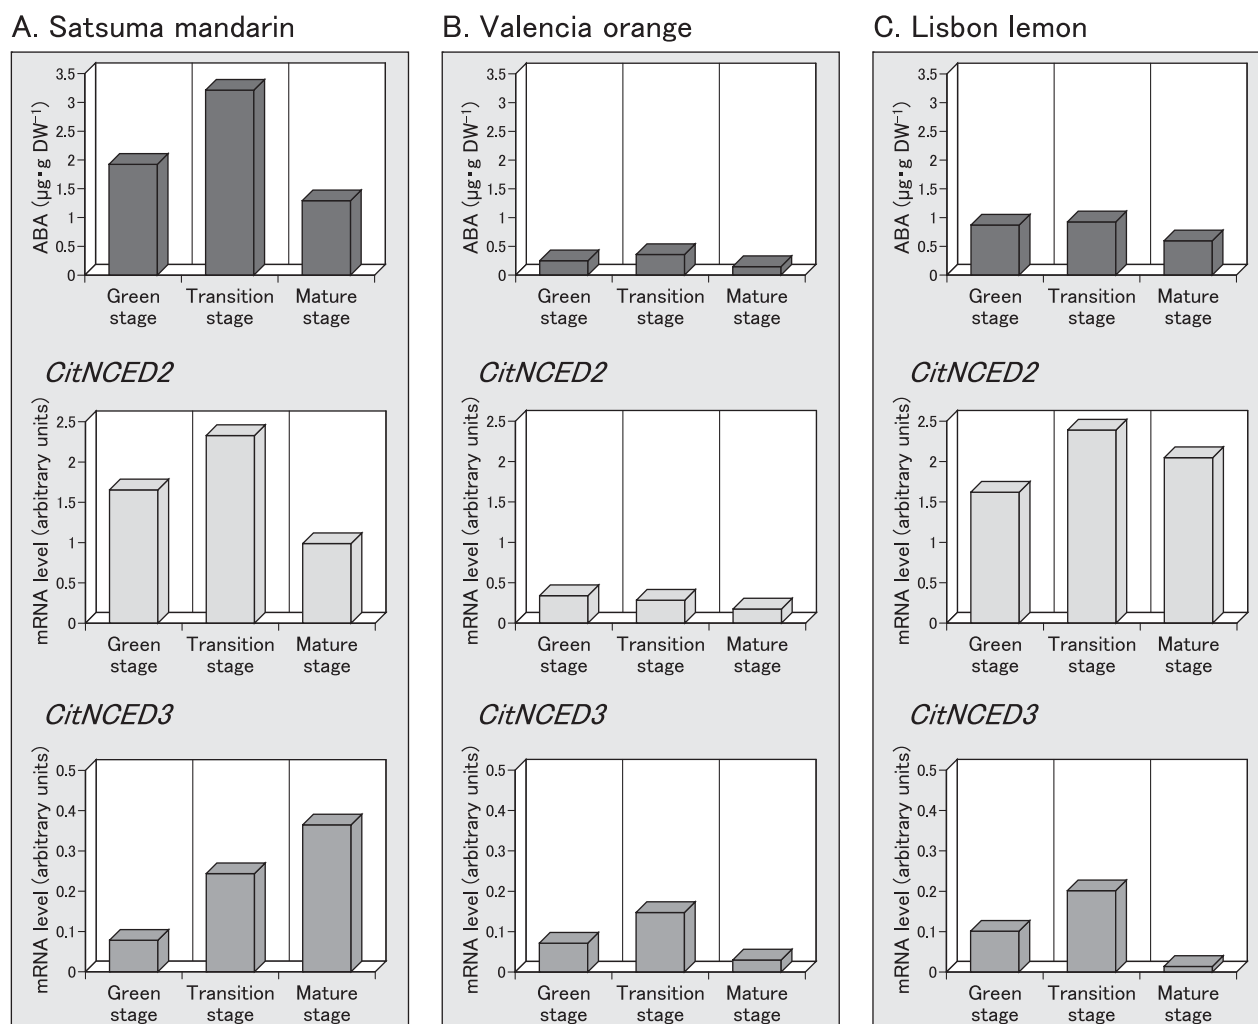 A. Satsuma mandarin
ABA (μg▪g DW⁻¹)
3.5
3
2.5
2
1.5
1
0.5
0
Green stage
Transition stage
Mature stage
CitNCED2
mRNA level (arbitrary units)
2.5
2
1.5
1
0.5
0
Green stage
Transition stage
Mature stage
CitNCED3
mRNA level (arbitrary units)
0.5
0.4
0.3
0.2
0.1
0
Green stage
Transition stage
Mature stage
B. Valencia orange
ABA (μg▪g DW⁻¹)
3.5
3
2.5
2
1.5
1
0.5
0
Green stage
Transition stage
Mature stage
CitNCED2
mRNA level (arbitrary units)
2.5
2
1.5
1
0.5
0
Green stage
Transition stage
Mature stage
CitNCED3
mRNA level (arbitrary units)
0.5
0.4
0.3
0.2
0.1
0
Green stage
Transition stage
Mature stage
C. Lisbon lemon
ABA (μg▪g DW⁻¹)
3.5
3
2.5
2
1.5
1
0.5
0
Green stage
Transition stage
Mature stage
CitNCED2
mRNA level (arbitrary units)
2.5
2
1.5
1
0.5
0
Green stage
Transition stage
Mature stage
CitNCED3
mRNA level (arbitrary units)
0.5
0.4
0.3
0.2
0.1
0
Green stage
Transition stage
Mature stage